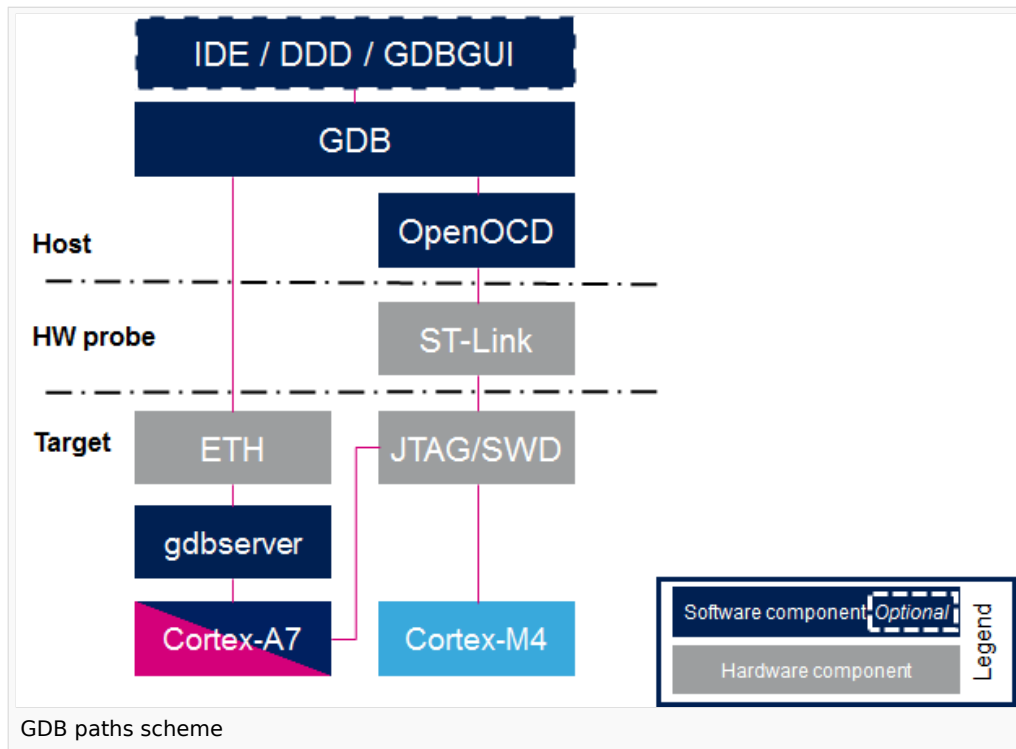 IDE / DDD / GDBGUI
GDB
OpenOCD
Host
HW probe
ST-Link
Target
ETH
JTAG/SWD
gdbserver
Cortex-A7
Cortex-M4
Software component
Optional
Hardware component
Legend
GDB paths scheme